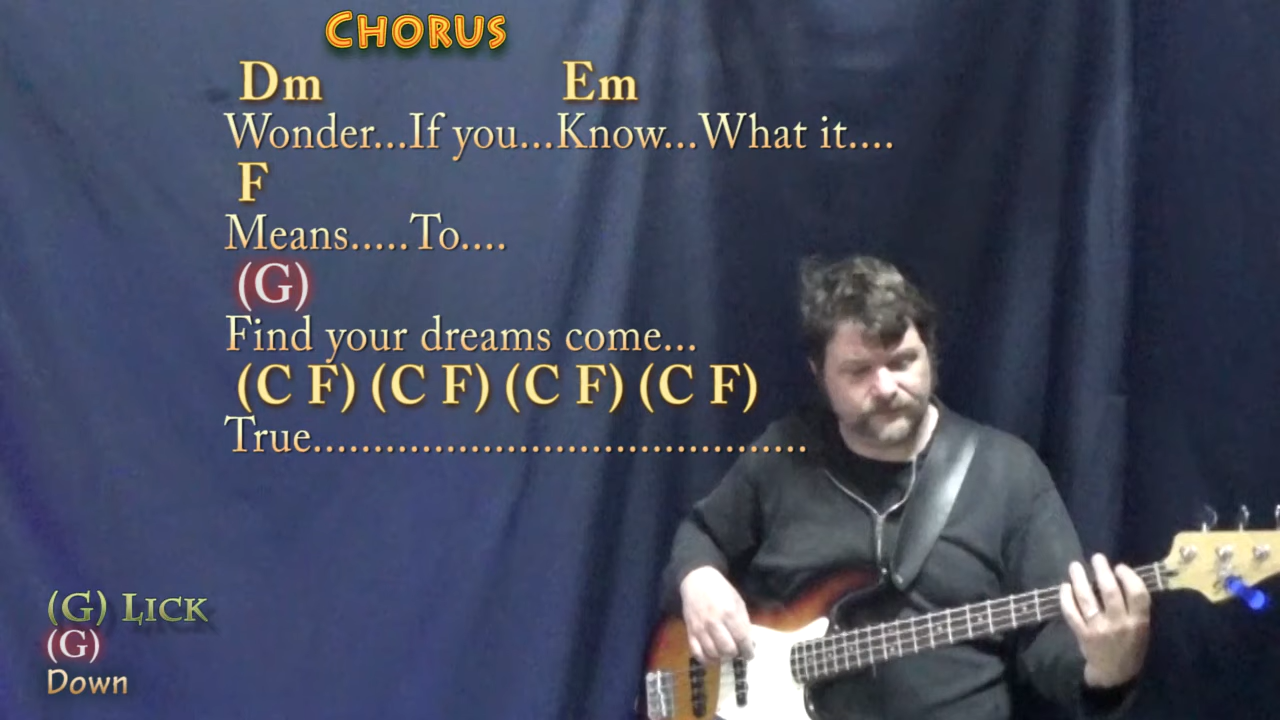 CHORUS
Dm Em
Wonder...If you...Know...What it....
F
Means.....To....
(G)
Find your dreams come...
(C F) (C F) (C F) (C F)
True.........................................
(G) LICK
(G)
Down